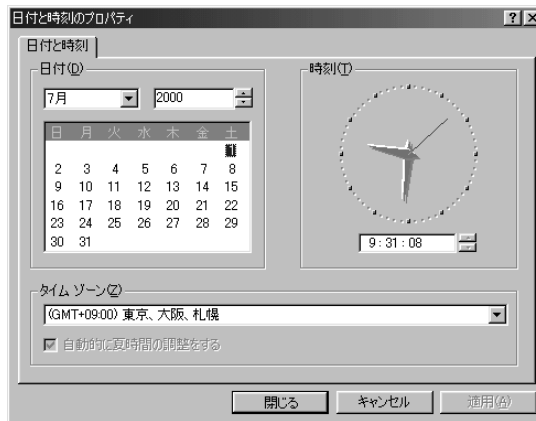 日付と時刻のプロパティ
日付と時刻
日付(D)
7月 2000
日 月 火 水 木 金 土
1
2 3 4 5 6 7 8
9 10 11 12 13 14 15
16 17 18 19 20 21 22
23 24 25 26 27 28 29
30 31
時刻(T)
9:31:08
タイム ゾーン(Z)
(GMT+09:00) 東京、大阪、札幌
自動的に夏時間の調整をする
閉じる キャンセル 適用(A)